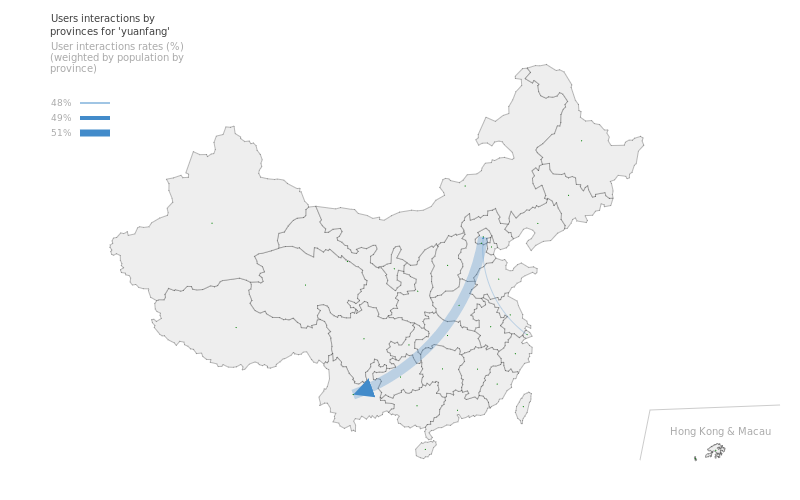 Users interactions by
provinces for 'yuanfang'
User interactions rates (%)
(weighted by population by
province)
48%
49%
51%
Hong Kong & Macau